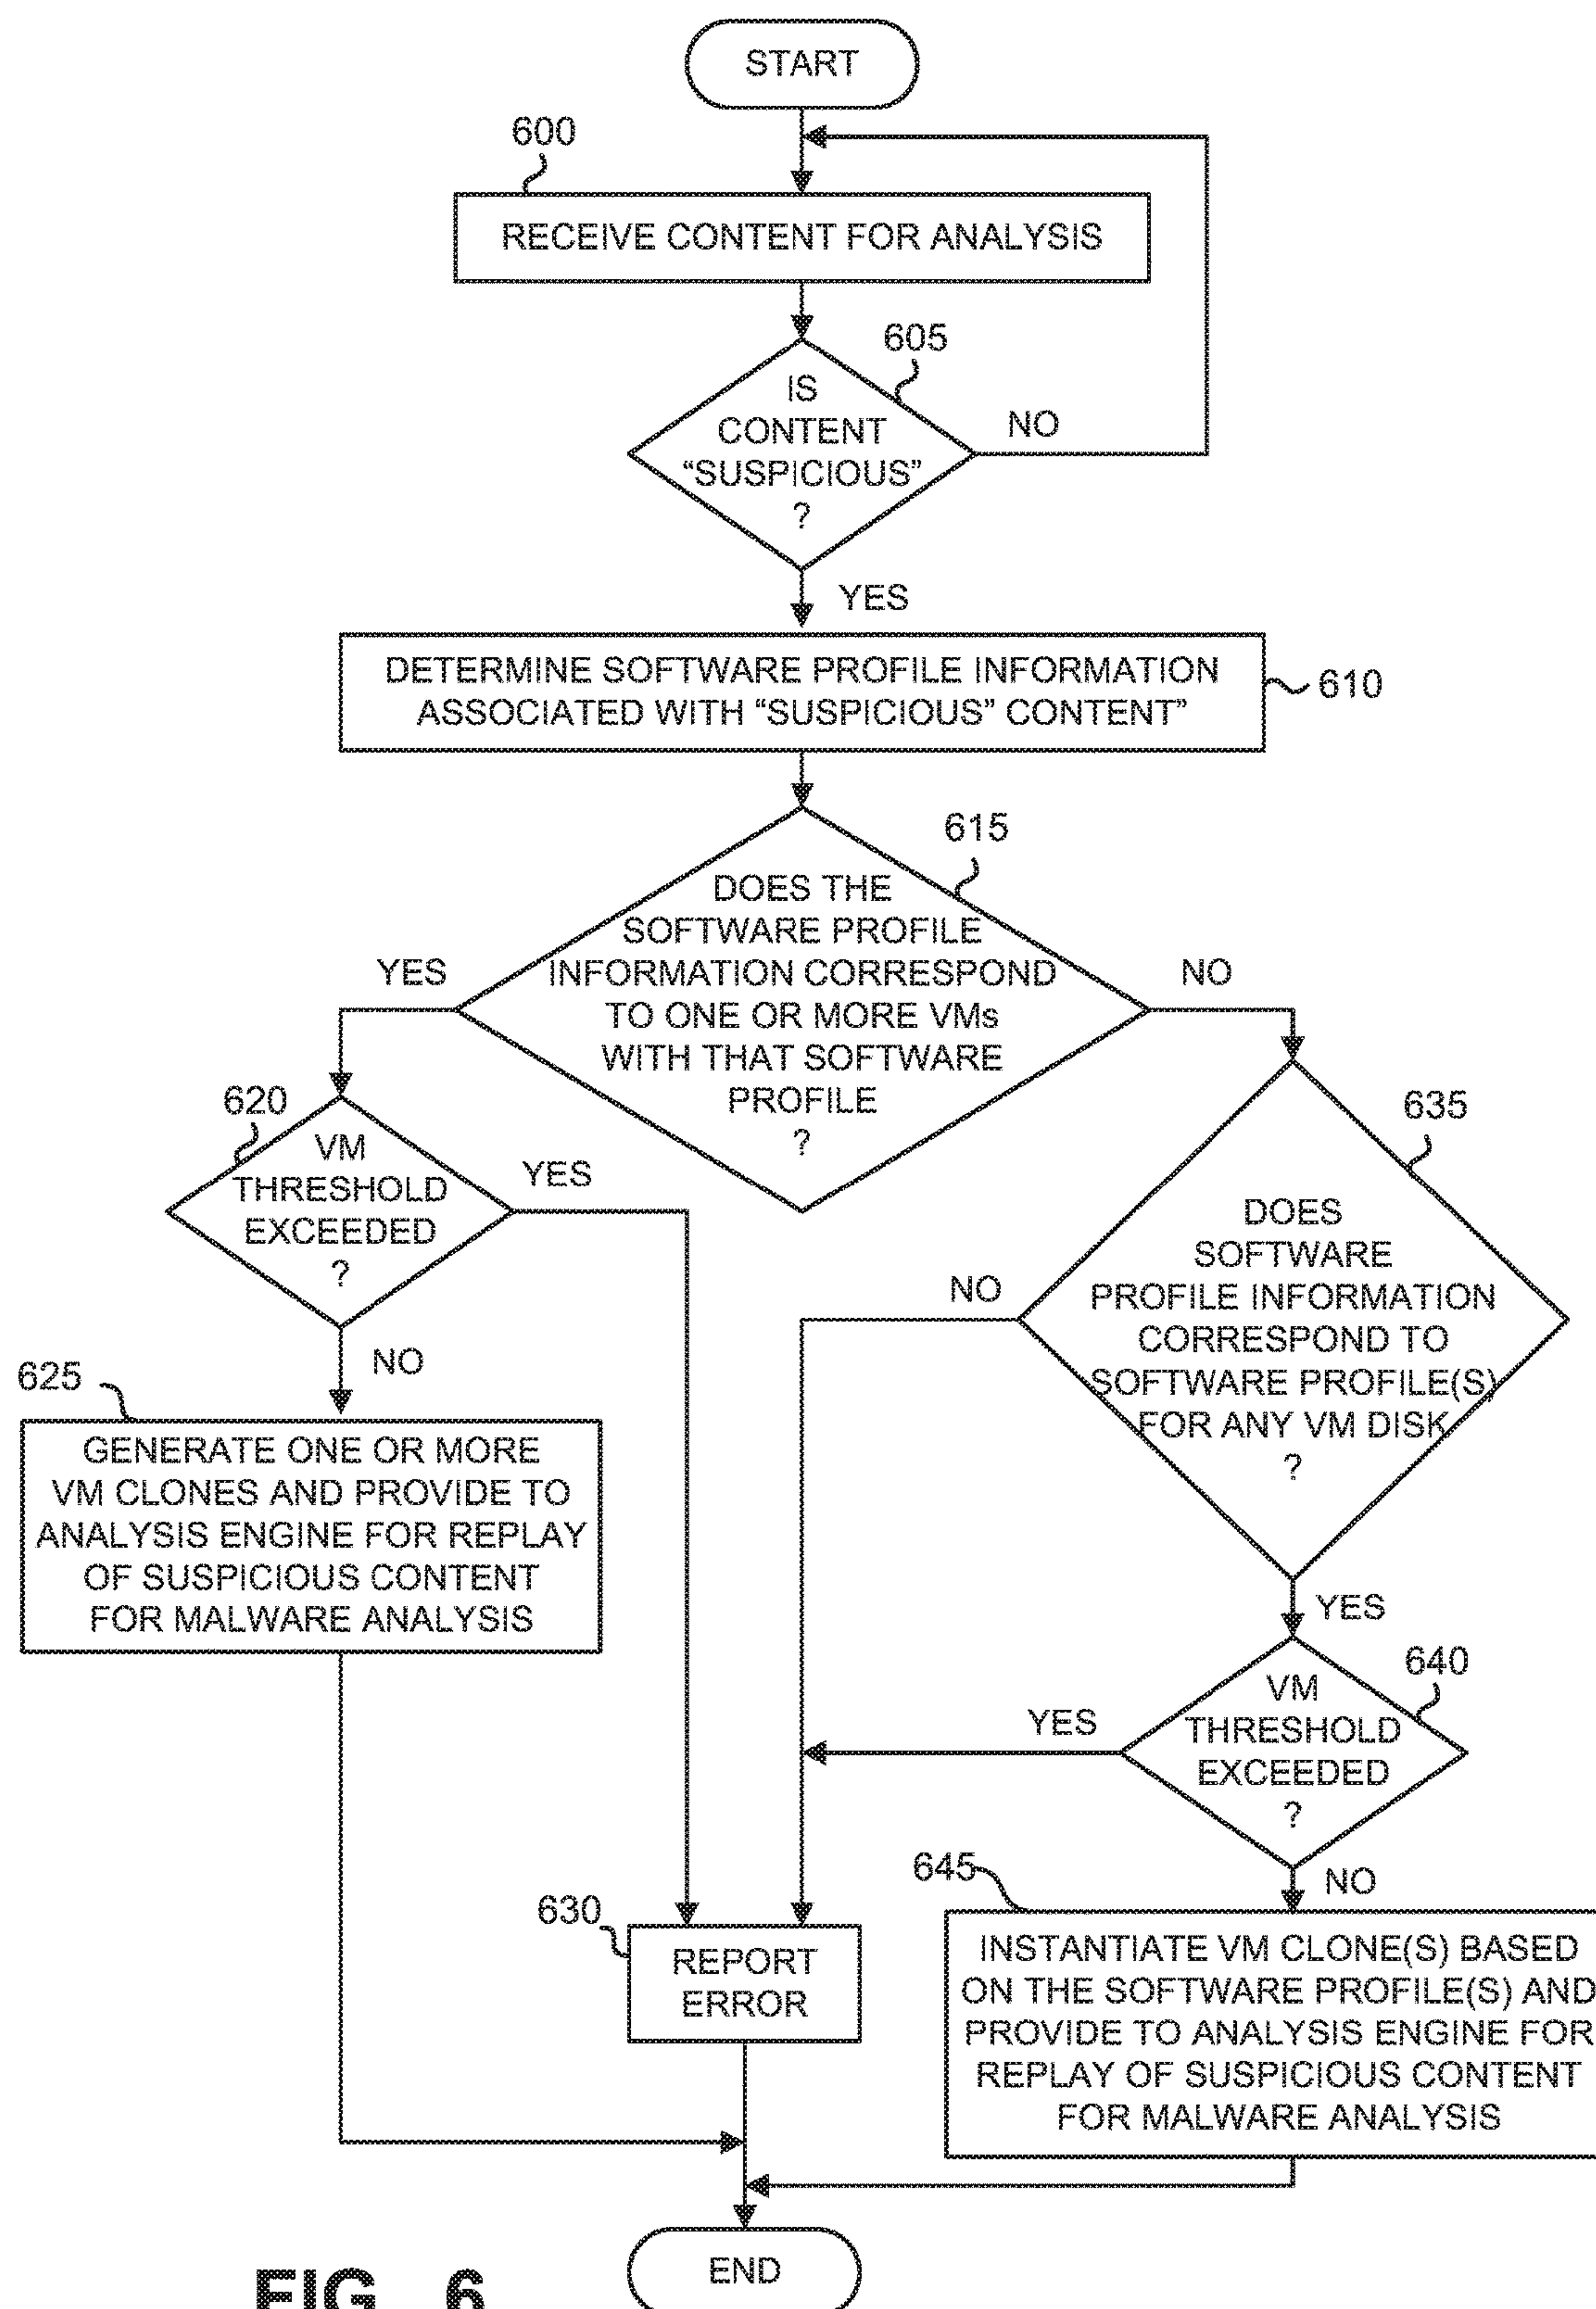 START
600
RECEIVE CONTENT FOR ANALYSIS
605
IS
CONTENT
“SUSPICIOUS”
?
NO
YES
DETERMINE SOFTWARE PROFILE INFORMATION
ASSOCIATED WITH “SUSPICIOUS” CONTENT”
610
615
DOES THE
SOFTWARE PROFILE
INFORMATION CORRESPOND
TO ONE OR MORE VMs
WITH THAT SOFTWARE
PROFILE
?
YES
NO
620
VM
THRESHOLD
EXCEEDED
?
YES
NO
635
DOES
SOFTWARE
PROFILE INFORMATION
CORRESPOND TO
SOFTWARE PROFILE(S)
FOR ANY VM DISK
?
NO
YES
625
GENERATE ONE OR MORE
VM CLONES AND PROVIDE TO
ANALYSIS ENGINE FOR REPLAY
OF SUSPICIOUS CONTENT
FOR MALWARE ANALYSIS
640
VM
THRESHOLD
EXCEEDED
?
YES
NO
630
REPORT
ERROR
645
INSTANTIATE VM CLONE(S) BASED
ON THE SOFTWARE PROFILE(S) AND
PROVIDE TO ANALYSIS ENGINE FOR
REPLAY OF SUSPICIOUS CONTENT
FOR MALWARE ANALYSIS
END
FIG. 6